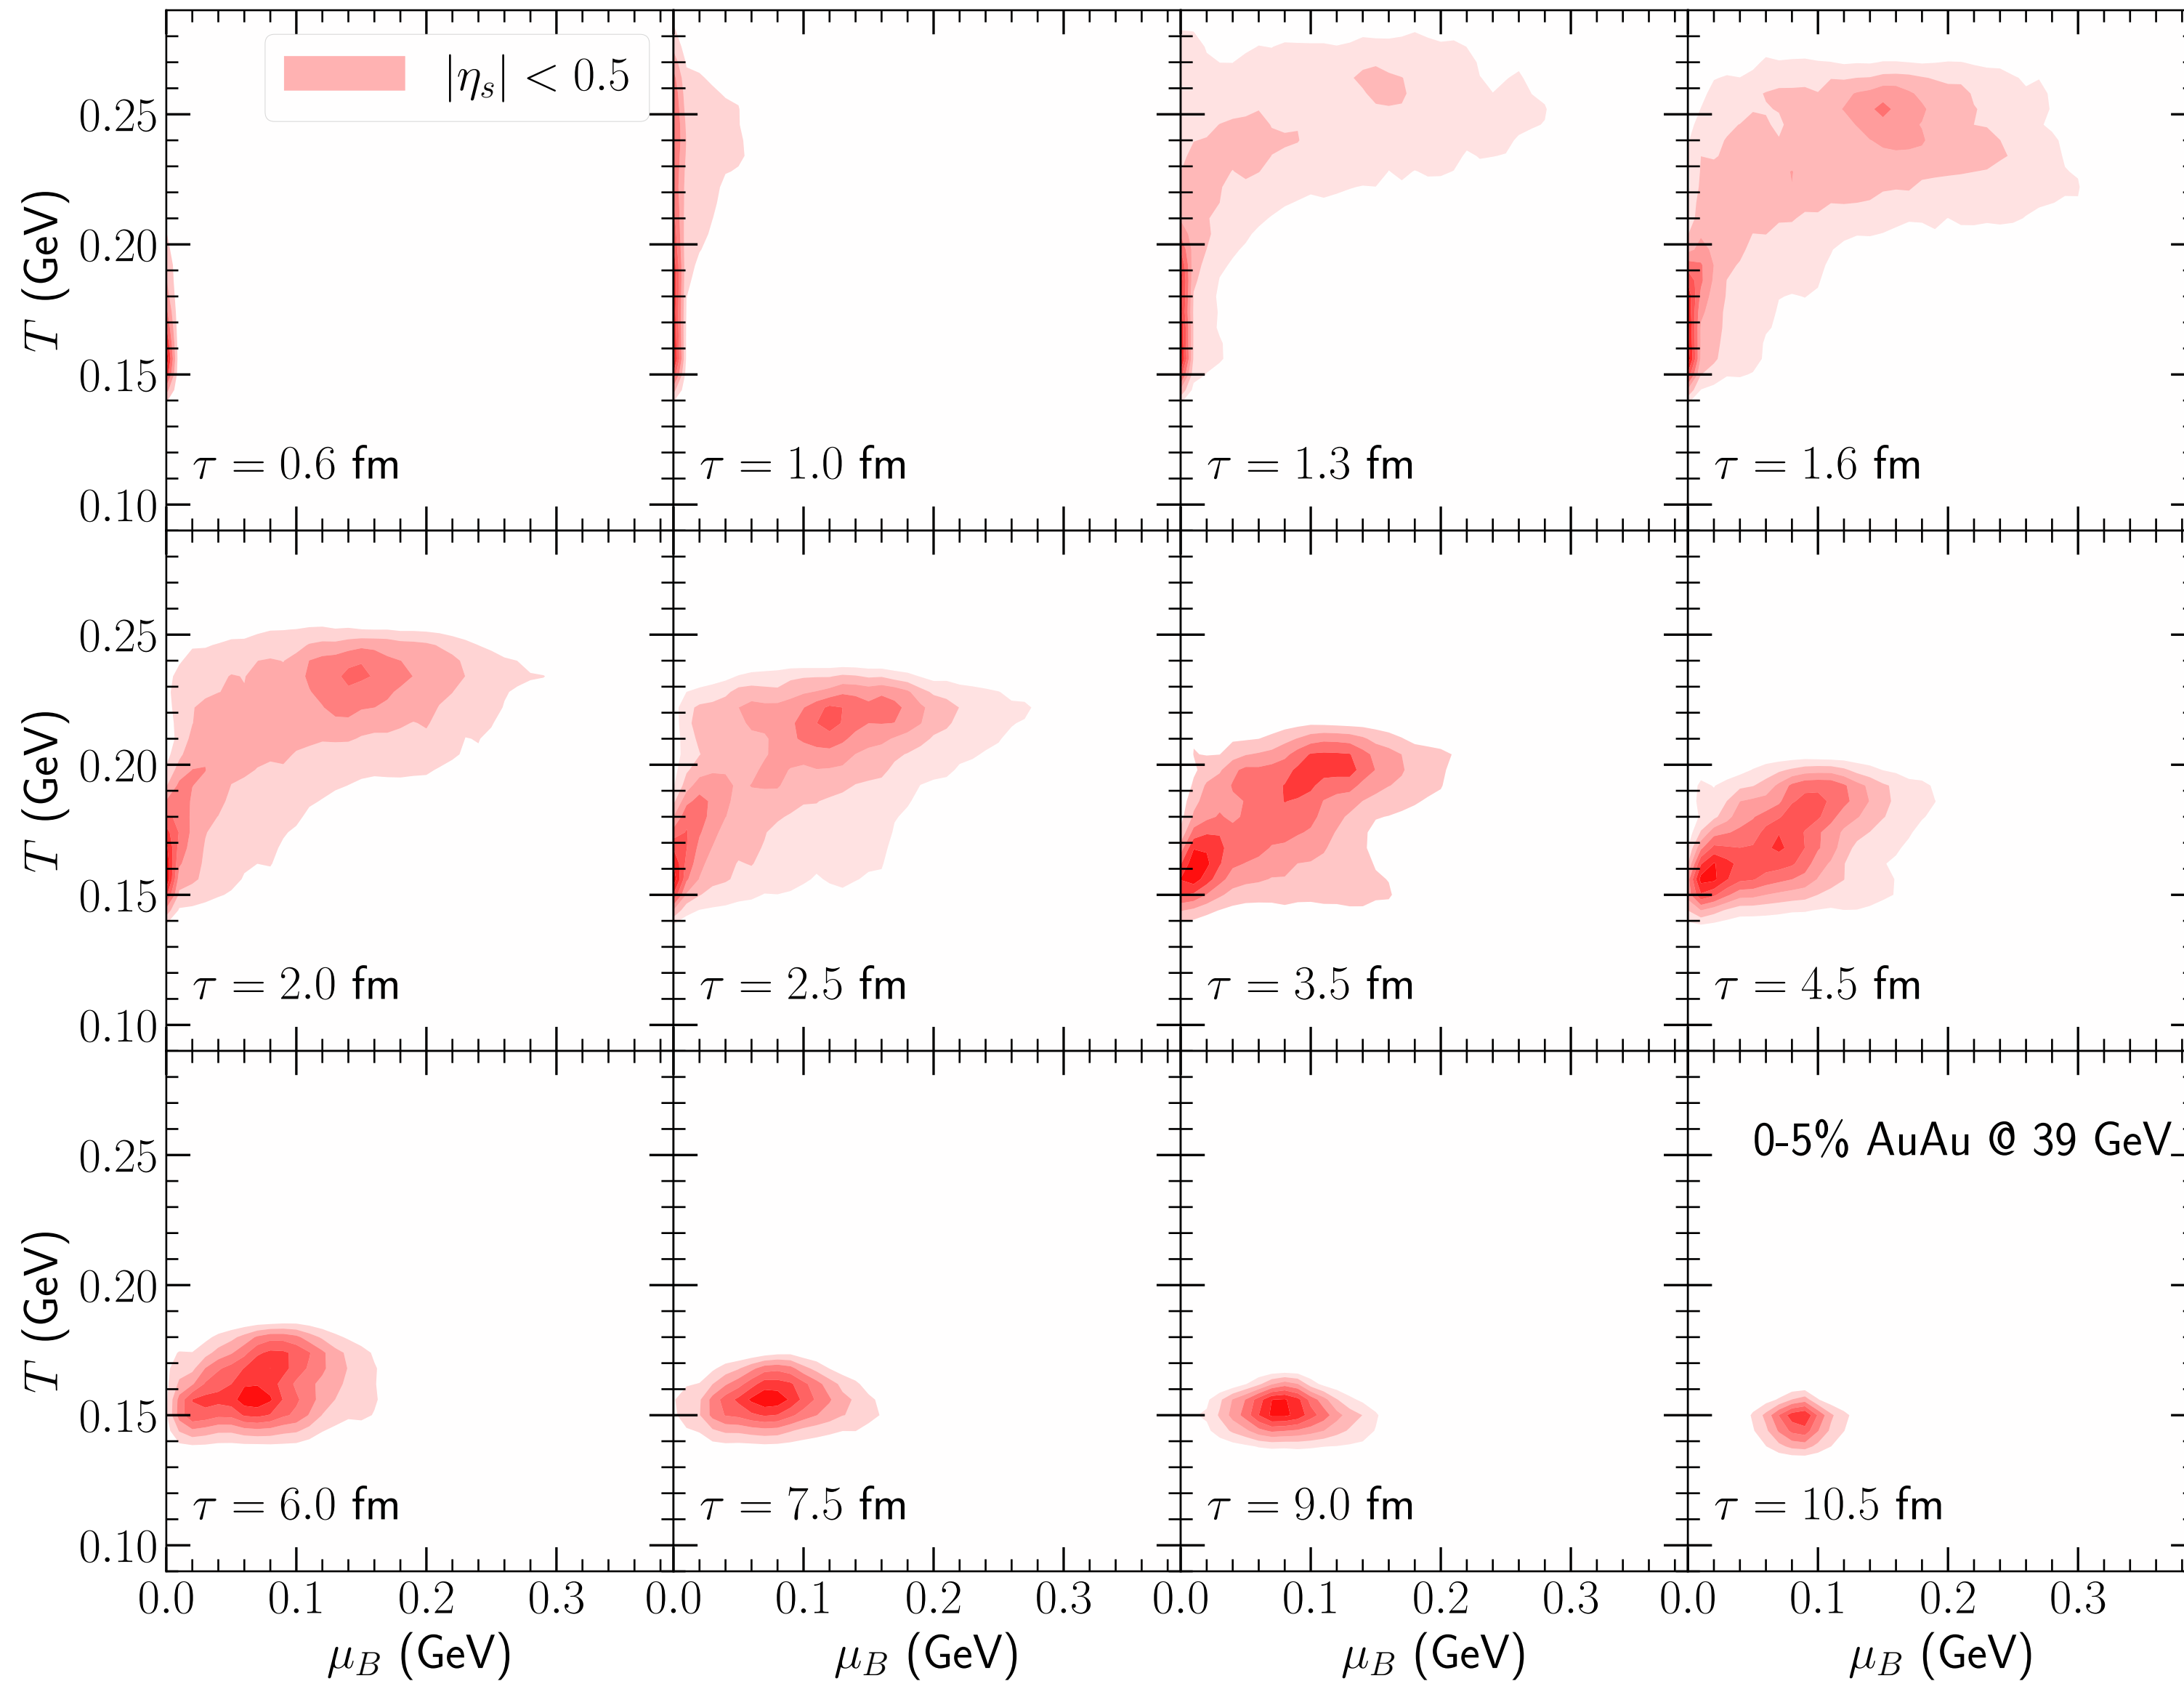 |η_s| < 0.5
T (GeV)
0.25
0.20
0.15
0.10
τ = 0.6 fm
τ = 1.0 fm
τ = 1.3 fm
τ = 1.6 fm
T (GeV)
0.25
0.20
0.15
0.10
τ = 2.0 fm
τ = 2.5 fm
τ = 3.5 fm
τ = 4.5 fm
0-5% AuAu @ 39 GeV
T (GeV)
0.25
0.20
0.15
0.10
τ = 6.0 fm
τ = 7.5 fm
τ = 9.0 fm
τ = 10.5 fm
0.0 0.1 0.2 0.3 0.0 0.1 0.2 0.3 0.0 0.1 0.2 0.3 0.0 0.1 0.2 0.3
μ_B (GeV) μ_B (GeV) μ_B (GeV) μ_B (GeV)